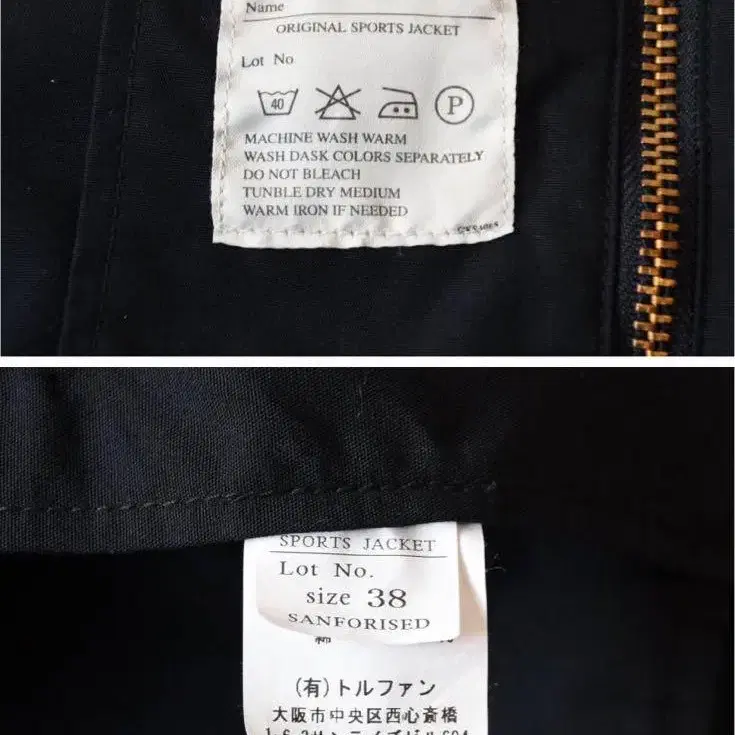 Name
ORIGINAL SPORTS JACKET
Lot No
40
P
MACHINE WASH WARM
WASH DASK COLORS SEPARATELY
DO NOT BLEACH
TUNBLE DRY MEDIUM
WARM IRON IF NEEDED
SPORTS JACKET
Lot No.
size 38
SANFORISED
(有)トルファン
大阪市中央区西心斎橋